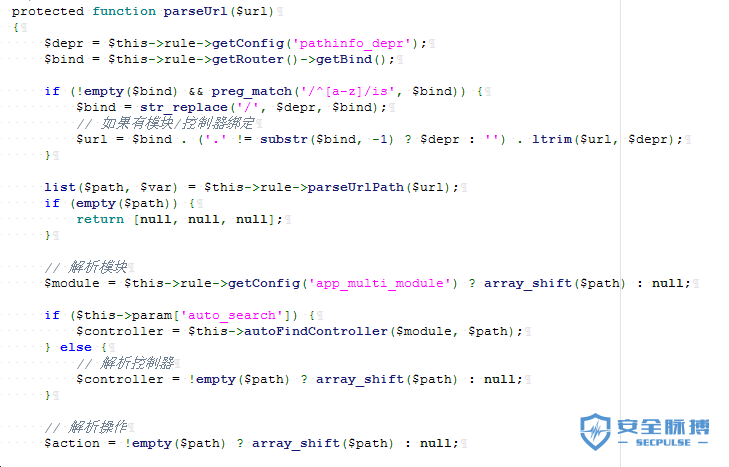 protected function parseUrl($url)
{
$depr = $this->rule->getConfig('pathinfo_depr');
$bind = $this->rule->getRouter()->getBind();
if (!empty($bind) && preg_match('/^[a-z]/is', $bind)) {
$bind = str_replace('/', $depr, $bind);
// 如果有模块/控制器绑定
$url = $bind . ('.' != substr($bind, -1) ? $depr : '') . ltrim($url, $depr);
}
list($path, $var) = $this->rule->parseUrlPath($url);
if (empty($path)) {
return [null, null, null];
}
// 解析模块
$module = $this->rule->getConfig('app_multi_module') ? array_shift($path) : null;
if ($this->param['auto_search']) {
$controller = $this->autoFindController($module, $path);
} else {
// 解析控制器
$controller = !empty($path) ? array_shift($path) : null;
}
// 解析操作
$action = !empty($path) ? array_shift($path) : null;
安全脉搏
SECPULSE